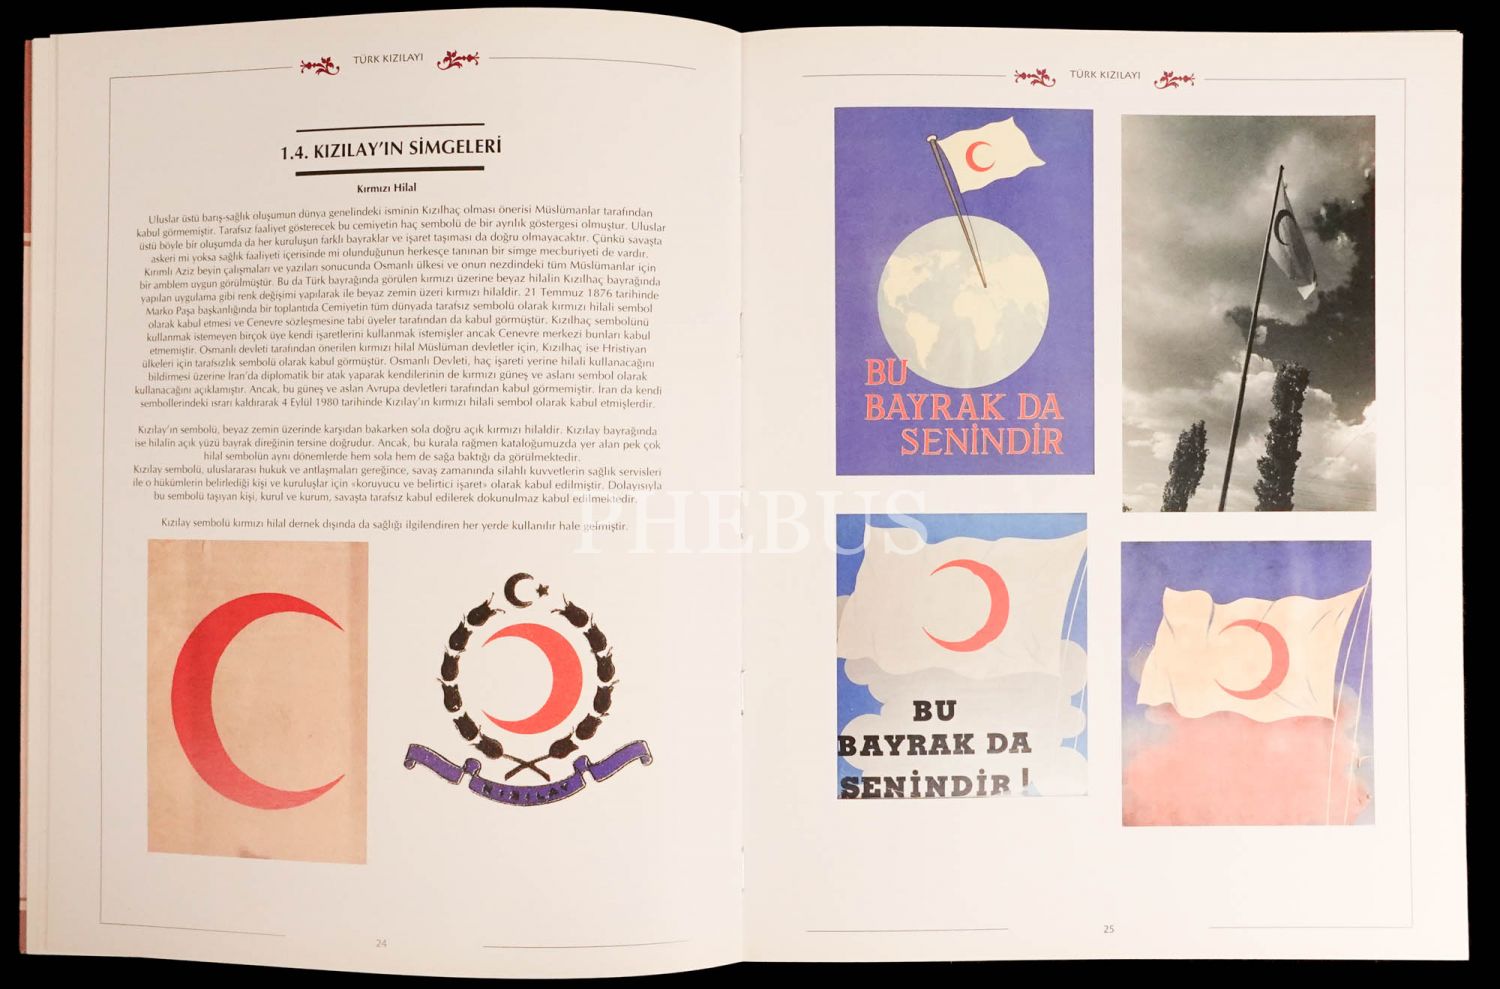 TÜRK KIZILAYI
1.4. KIZILAY'IN SİMGELERİ
Kırmızı Hilal
Uluslar üstü barış-sağlık oluşumun dünya genelindeki isminin Kızılhaç olması önerisi Müslümanlar tarafından
kabul görmemiştir. Tarafsız faaliyet gösterecek bu cemiyetin haç sembolü de bir ayrılık göstergesi olmuştur. Uluslar
üstü böyle bir oluşumda da her kuruluşun farklı bayraklar ve işaret taşıması da doğru olmayacaktır. Çünkü savaşta
askeri mi yoksa sağlık faaliyeti içerisinde mi olunduğunun herkesçe tanınan bir simge mecburiyeti de vardır.
Kırımlı Aziz beyin çalışmaları ve yazıları sonucunda Osmanlı ülkesi ve onun nezdindeki tüm Müslümanlar için
bir amblem uygun görülmüştür. Bu da Türk bayrağında görülen kırmızı üzerine beyaz hilalin Kızılhaç bayrağında
yapılan uygulama gibi renk değişimi yapılarak ile beyaz zemin üzeri kırmızı hilaldir. 21 Temmuz 1876 tarihinde
Marko Paşa başkanlığında bir toplantıda Cemiyetin tüm dünyada tarafsız sembolü olarak kırmızı hilali sembol
olarak kabul etmesi ve Cenevre sözleşmesine tabi üyeler tarafından da kabul görmüştür. Kızılhaç sembolünü
kullanmak istemeyen birçok üye kendi işaretlerini kullanmak istemişler ancak Cenevre merkezi bunları kabul
etmemiştir. Osmanlı devleti tarafından önerilen kırmızı hilal Müslüman devletler için, Kızılhaç ise Hristiyan
ülkeleri için tarafsızlık sembolü olarak kabul görmüştür. Osmanlı Devleti, haç işareti yerine hilali kullanacağını
bildirmesi üzerine İran'da diplomatik bir atak yaparak kendilerinin de kırmızı güneş ve aslanı sembol olarak
kullanacağını açıklamıştır. Ancak, bu güneş ve aslan Avrupa devletleri tarafından kabul görmemiştir. İran da kendi
sembollerindeki ısrarı kaldırarak 4 Eylül 1980 tarihinde Kızılay'ın kırmızı hilali sembol olarak kabul etmişlerdir.
Kızılay'ın sembolü, beyaz zemin üzerinde karşıdan bakarken sola doğru açık kırmızı hilaldir. Kızılay bayrağında
ise hilalin açık yüzü bayrak direğinin tersine doğrudur. Ancak, bu kurala rağmen kataloğumuzda yer alan pek çok
hilal sembolün aynı dönemlerde hem sola hem de sağa baktığı da görülmektedir.
Kızılay sembolü, uluslararası hukuk ve antlaşmaları gereğince, savaş zamanında silahlı kuvvetlerin sağlık servisleri
ile o hükümlerin belirlediği kişi ve kuruluşlar için «koruyucu ve belirtici işaret» olarak kabul edilmiştir. Dolayısıyla
bu sembolü taşıyan kişi, kurul ve kurum, savaşta tarafsız kabul edilerek dokunulmaz kabul edilmektedir.
Kızılay sembolü kırmızı hilal dernek dışında da sağlığı ilgilendiren her yerde kullanılır hale gelmiştir.
KIZILAY
24
TÜRK KIZILAYI
BU
BAYRAK DA
SENİNDİR
BU
BAYRAK DA
SENİNDİR!
25
PHEBUS